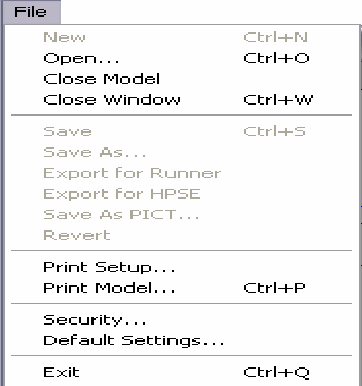 File
New Ctrl+N
Open... Ctrl+O
Close Model
Close Window Ctrl+W
Save Ctrl+S
Save As...
Export for Runner
Export for HPSE
Save As PICT...
Revert
Print Setup...
Print Model... Ctrl+P
Security...
Default Settings...
Exit Ctrl+Q